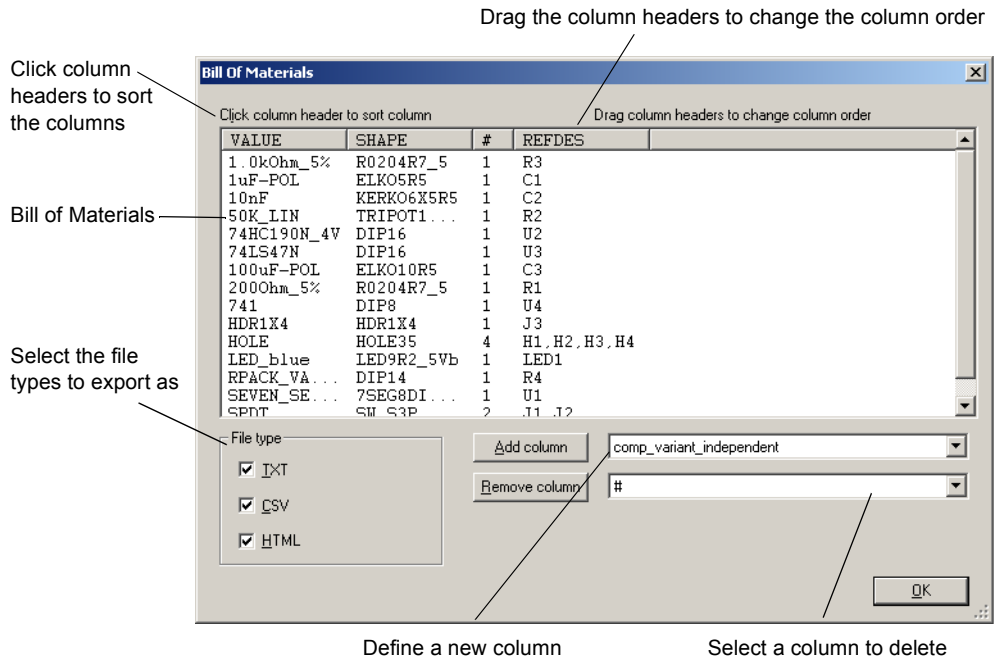 Drag the column headers to change the column order
Click column
headers to sort
the columns
Bill Of Materials
Click column header to sort column
Drag column headers to change column order
VALUE SHAPE # REFDES
1.0kOhm_5% R0204R7_5 1 R3
1uF-POL ELKO5R5 1 C1
10nF KERKO6X5R5 1 C2
Bill of Materials
50K_LIN TRIPOT1... 1 R2
74HC190N_4V DIP16 1 U2
74LS47N DIP16 1 U3
100uF-POL ELKO10R5 1 C3
200Ohm_5% R0204R7_5 1 R1
741 DIP8 1 U4
HDR1X4 HDR1X4 1 J3
HOLE HOLE35 4 H1,H2,H3,H4
LED_blue LED9R2_5Vb 1 LED1
RPACK_VA... DIP14 1 R4
SEVEN_SE... 7SEG8DI... 1 U1
SPDT SW_S3P 2 J1,J2
Select the file
types to export as
File type
TXT
CSV
HTML
Add column comp_variant_independent
Remove column #
OK
Define a new column
Select a column to delete